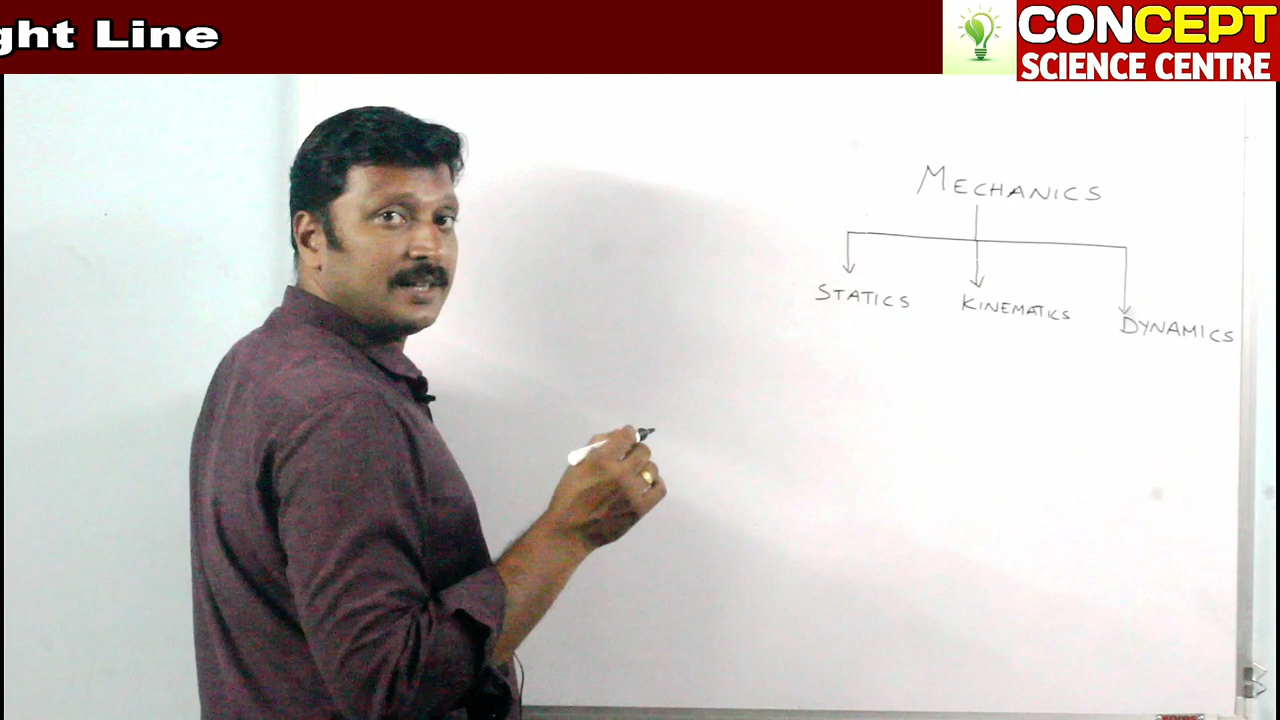 ght Line
CONCEPT
SCIENCE CENTRE
MECHANICS
STATICS KINEMATICS DYNAMICS